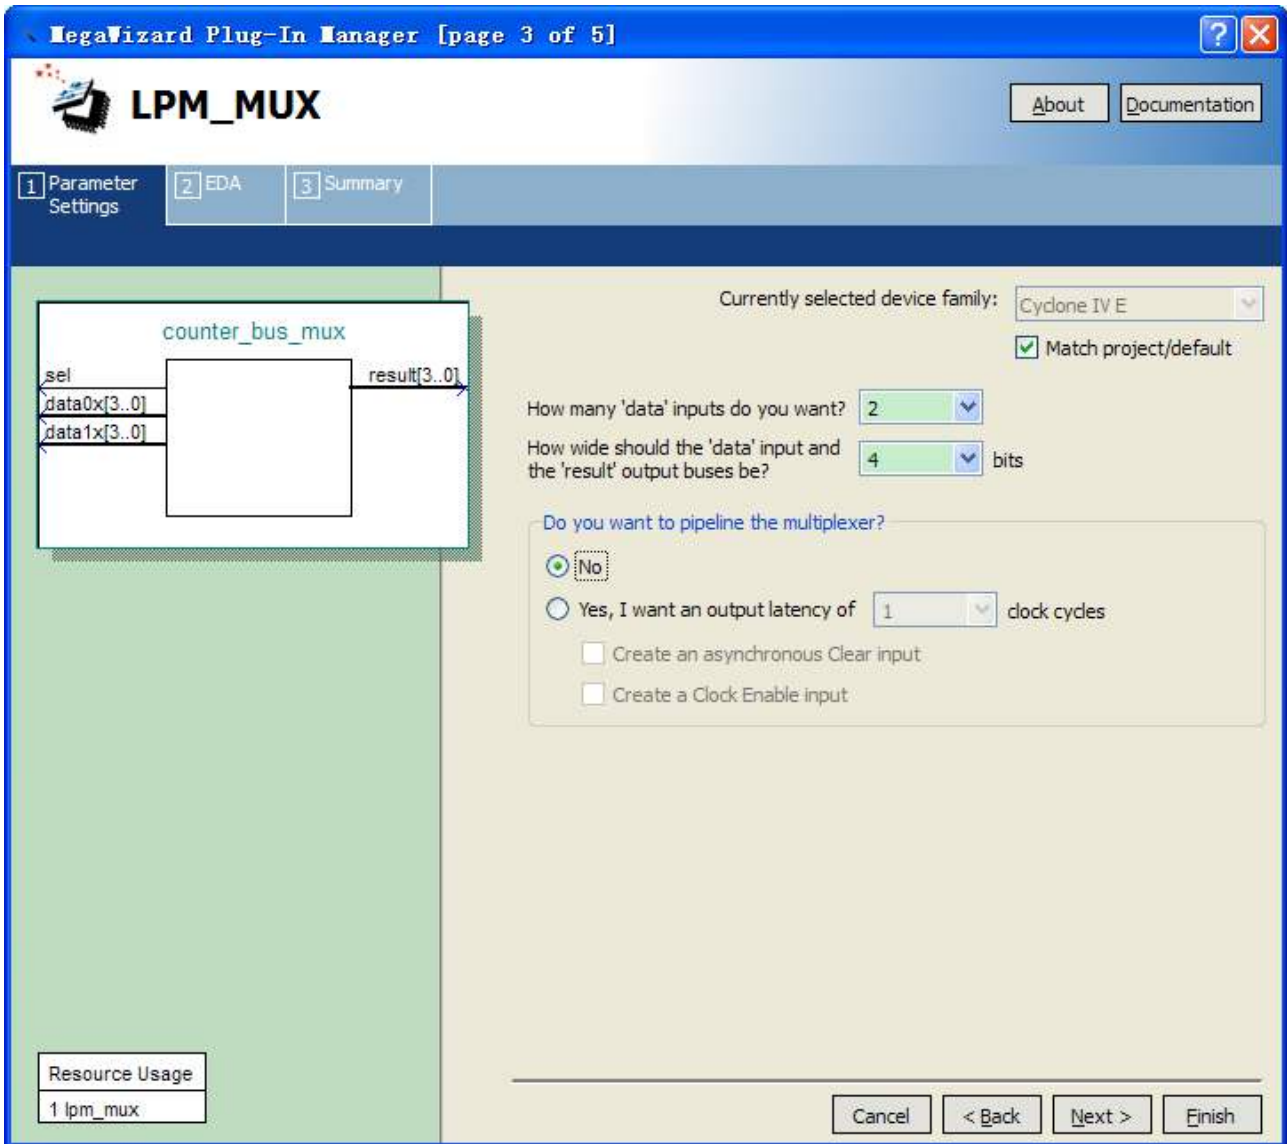 MegaWizard Plug-In Manager [page 3 of 5]
LPM_MUX
About
Documentation
1 Parameter
Settings
2 EDA
3 Summary
counter_bus_mux
sel
data0x[3..0]
data1x[3..0]
result[3..0]
Currently selected device family:
Cyclone IV E
Match project/default
How many 'data' inputs do you want? 2
How wide should the 'data' input and
the 'result' output buses be?
4 bits
Do you want to pipeline the multiplexer?
No
Yes, I want an output latency of 1 clock cycles
Create an asynchronous Clear input
Create a Clock Enable input
Resource Usage
1 lpm_mux
Cancel
< Back
Next >
Finish